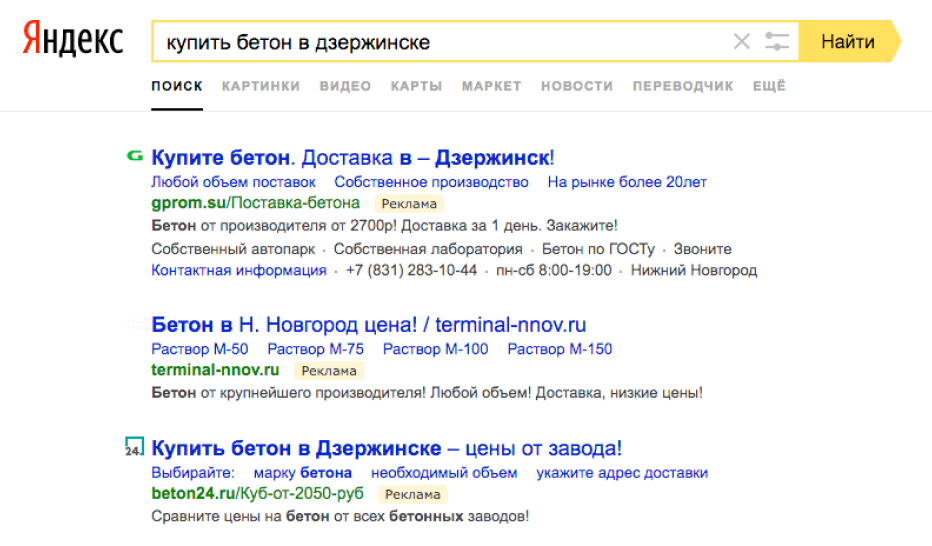 Яндекс
купить бетон в дзержинске
Найти
ПОИСК КАРТИНКИ ВИДЕО КАРТЫ МАРКЕТ НОВОСТИ ПЕРЕВОДЧИК ЕЩЁ
G Купите бетон. Доставка в – Дзержинск!
Любой объем поставок Собственное производство На рынке более 20лет
gprom.su/Поставка-бетона Реклама
Бетон от производителя от 2700р! Доставка за 1 день. Закажите!
Собственный автопарк · Собственная лаборатория · Бетон по ГОСТу · Звоните
Контактная информация · +7 (831) 283-10-44 · пн-сб 8:00-19:00 · Нижний Новгород
Бетон в Н. Новгород цена! / terminal-nnov.ru
Раствор М-50 Раствор М-75 Раствор М-100 Раствор М-150
terminal-nnov.ru Реклама
Бетон от крупнейшего производителя! Любой объем! Доставка, низкие цены!
24 Купить бетон в Дзержинске – цены от завода!
Выбирайте: марку бетона необходимый объем укажите адрес доставки
beton24.ru/Куб-от-2050-руб Реклама
Сравните цены на бетон от всех бетонных заводов!